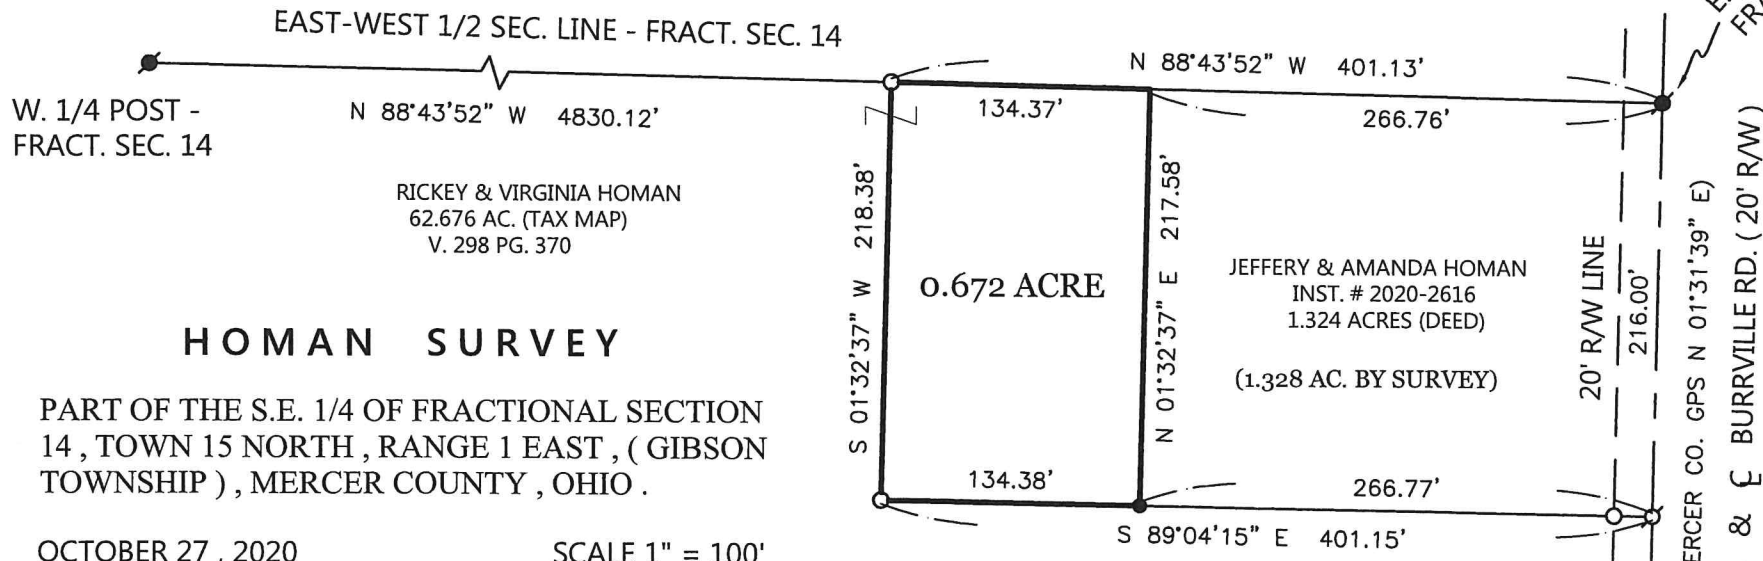 EAST-WEST 1/2 SEC. LINE - FRACT. SEC. 14
N 88°43'52" W 401.13'
W. 1/4 POST -
FRACT. SEC. 14
N 88°43'52" W 4830.12'
134.37'
266.76'
RICKEY & VIRGINIA HOMAN
62.676 AC. (TAX MAP)
V. 298 PG. 370
S 01°32'37" W 218.38'
0.672 ACRE
N 01°32'37" E 217.58'
JEFFERY & AMANDA HOMAN
INST. # 2020-2616
1.324 ACRES (DEED)
(1.328 AC. BY SURVEY)
20' R/W LINE
216.00'
ERCER CO. GPS N 01°31'39" E)
& ℄ BURRVILLE RD. ( 20' R/W )
HOMAN SURVEY
PART OF THE S.E. 1/4 OF FRACTIONAL SECTION
14 , TOWN 15 NORTH , RANGE 1 EAST , ( GIBSON
TOWNSHIP ) , MERCER COUNTY , OHIO .
134.38'
266.77'
S 89°04'15" E 401.15'
OCTOBER 27 , 2020
SCALE 1" = 100'